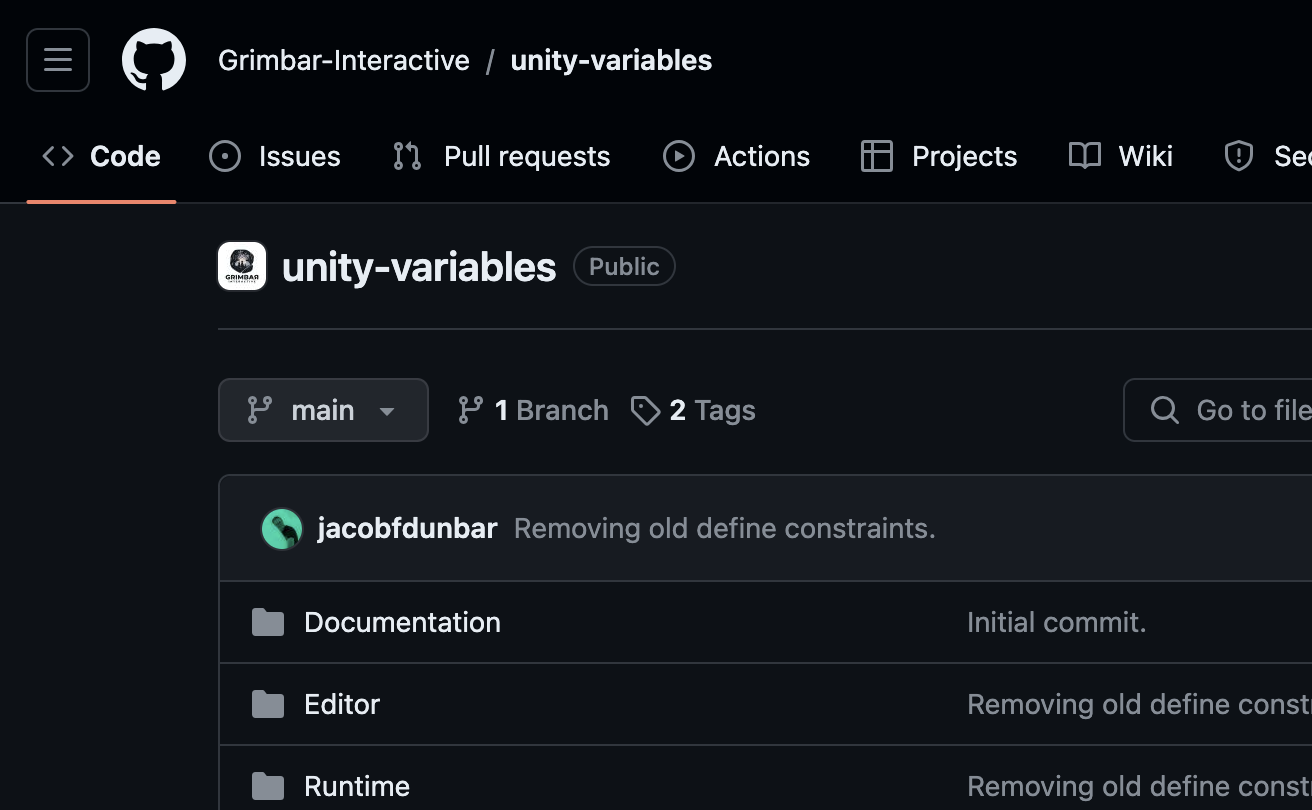 Grimbar-Interactive / unity-variables
Code Issues Pull requests Actions Projects Wiki Sec
GRIMBAR
INTERACTIVE
unity-variables Public
main 1 Branch 2 Tags Go to file
jacobfdunbar Removing old define constraints.
Documentation Initial commit.
Editor Removing old define constr
Runtime Removing old define constr